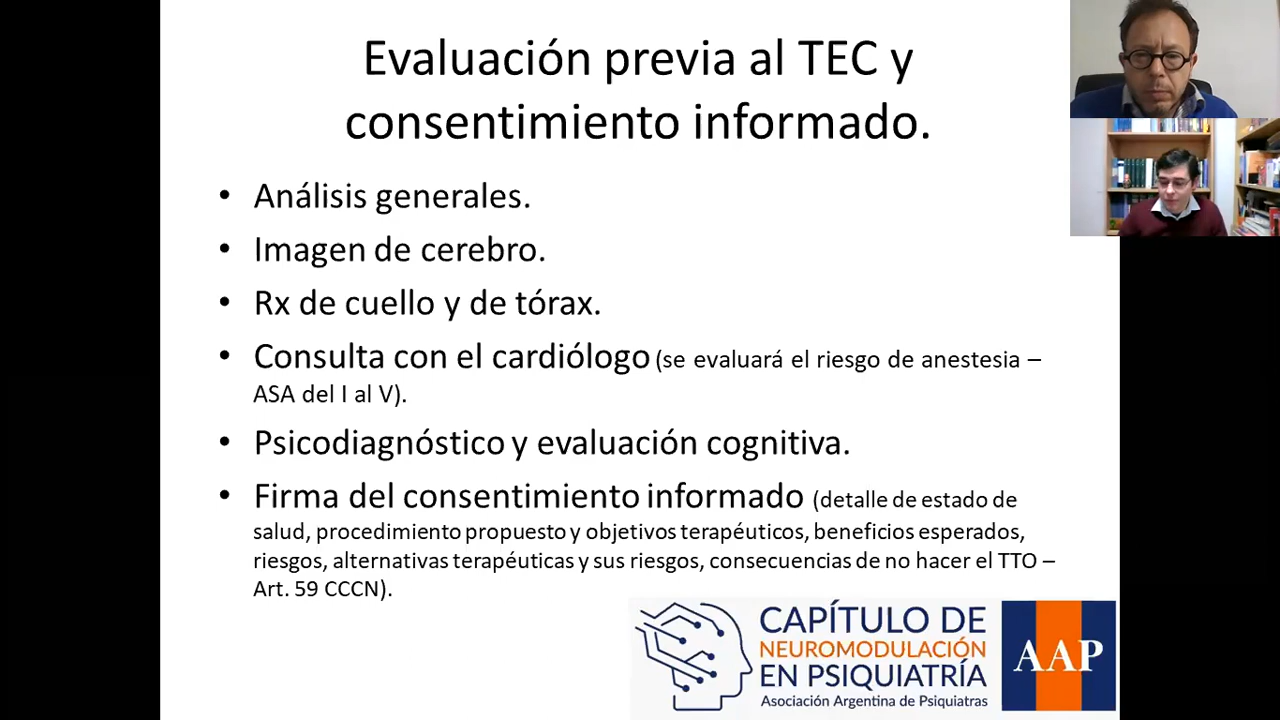 Evaluación previa al TEC y
consentimiento informado.
• Análisis generales.
• Imagen de cerebro.
• Rx de cuello y de tórax.
• Consulta con el cardiólogo (se evaluará el riesgo de anestesia –
ASA del I al V).
• Psicodiagnóstico y evaluación cognitiva.
• Firma del consentimiento informado (detalle de estado de
salud, procedimiento propuesto y objetivos terapéuticos, beneficios esperados,
riesgos, alternativas terapéuticas y sus riesgos, consecuencias de no hacer el TTO –
Art. 59 CCCN).
CAPÍTULO DE
NEUROMODULACIÓN
EN PSIQUIATRÍA
Asociación Argentina de Psiquiatras
AAP